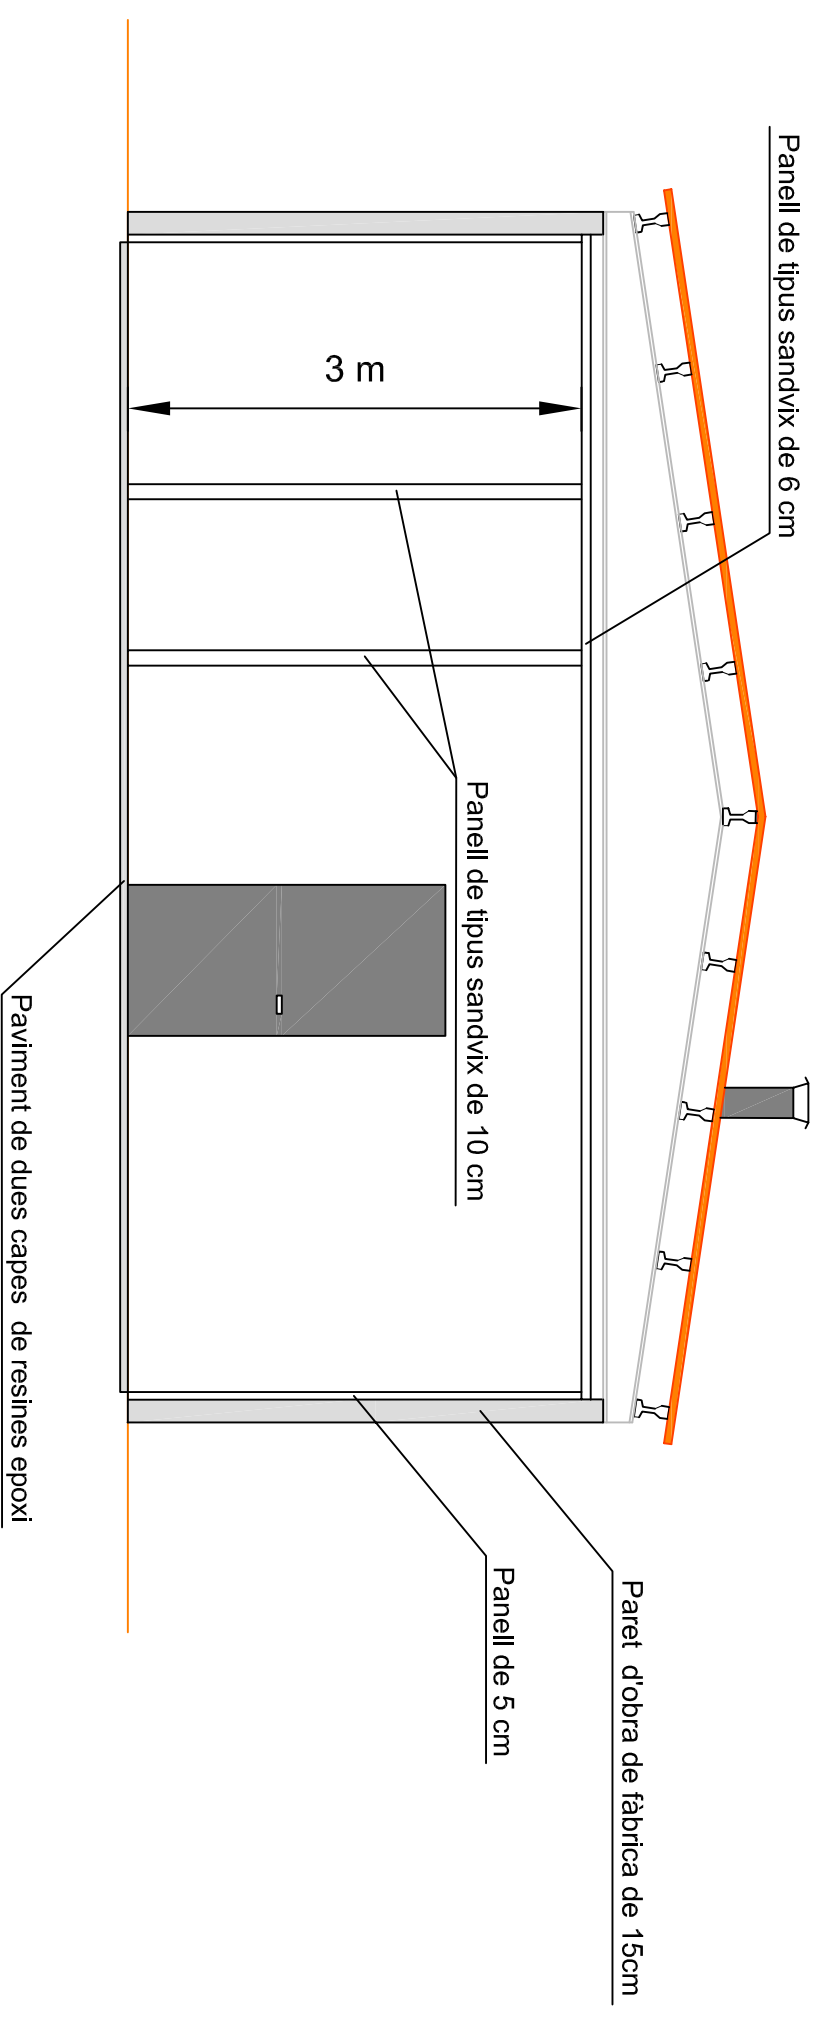 Panell de tipus sandvix de 6 cm
3 m
Panell de tipus sandvix de 10 cm
Paviment de dues capes de resines epoxi
Panell de 5 cm
Paret d'obra de fàbrica de 15cm